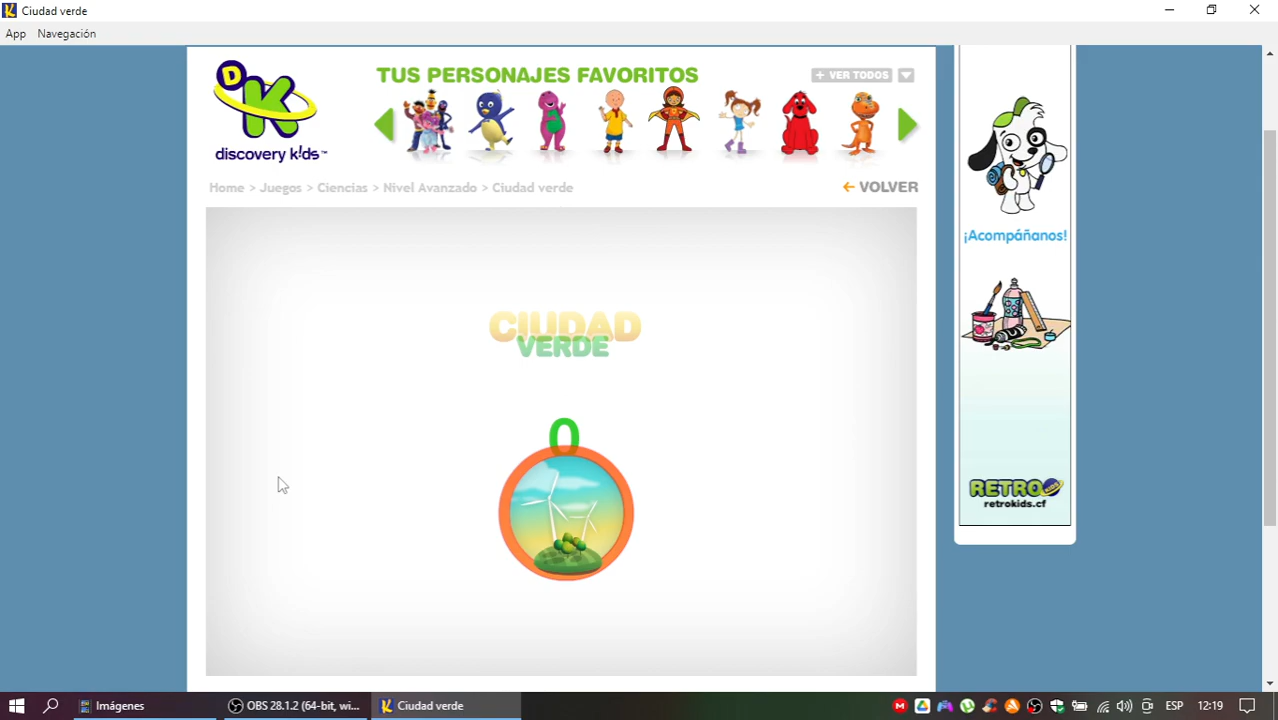 Ciudad verde
App Navegación
D
K
discovery k!ds™
TUS PERSONAJES FAVORITOS
+ VER TODOS
Home > Juegos > Ciencias > Nivel Avanzado > Ciudad verde
← VOLVER
CIUDAD
VERDE
0
¡Acompáñanos!
RETRO
retrokids.cf
Imágenes
OBS 28.1.2 (64-bit, wi...
Ciudad verde
ESP
12:19